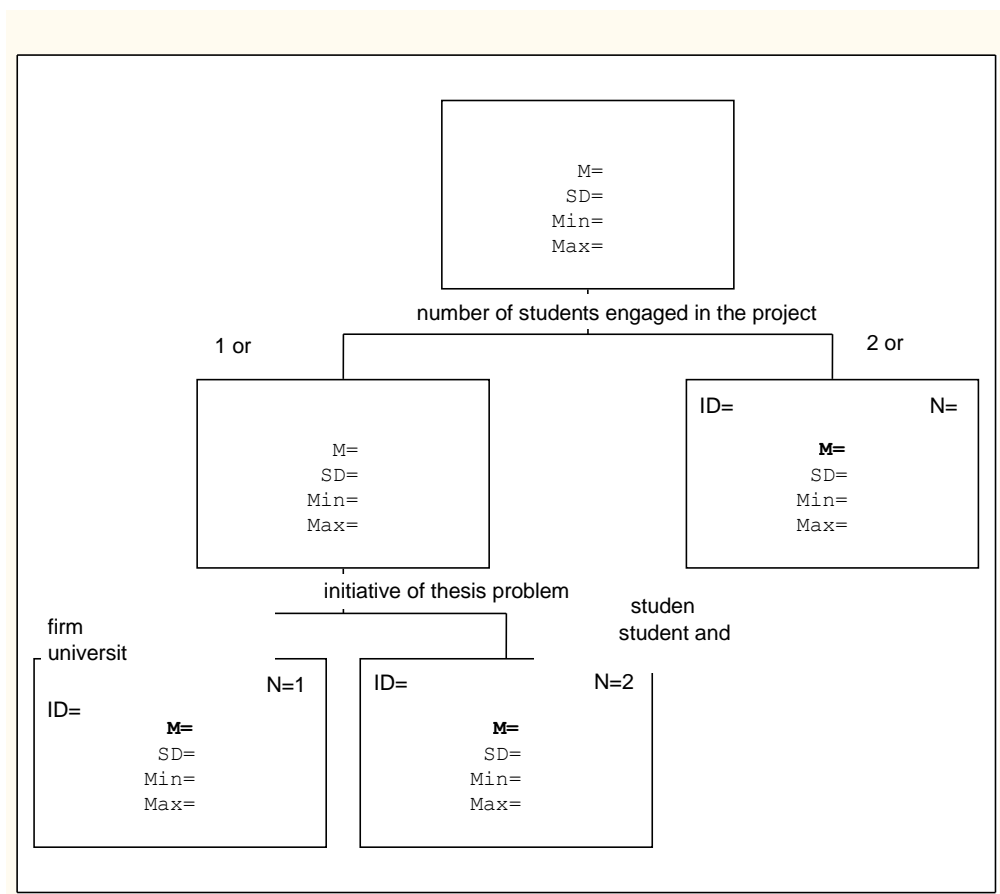 M=
SD=
Min=
Max=
number of students engaged in the project
1 or
2 or
M=
SD=
Min=
Max=
ID= N=
M=
SD=
Min=
Max=
initiative of thesis problem
firm
universit
studen
student and
N=1
ID=
M=
SD=
Min=
Max=
ID= N=2
M=
SD=
Min=
Max=